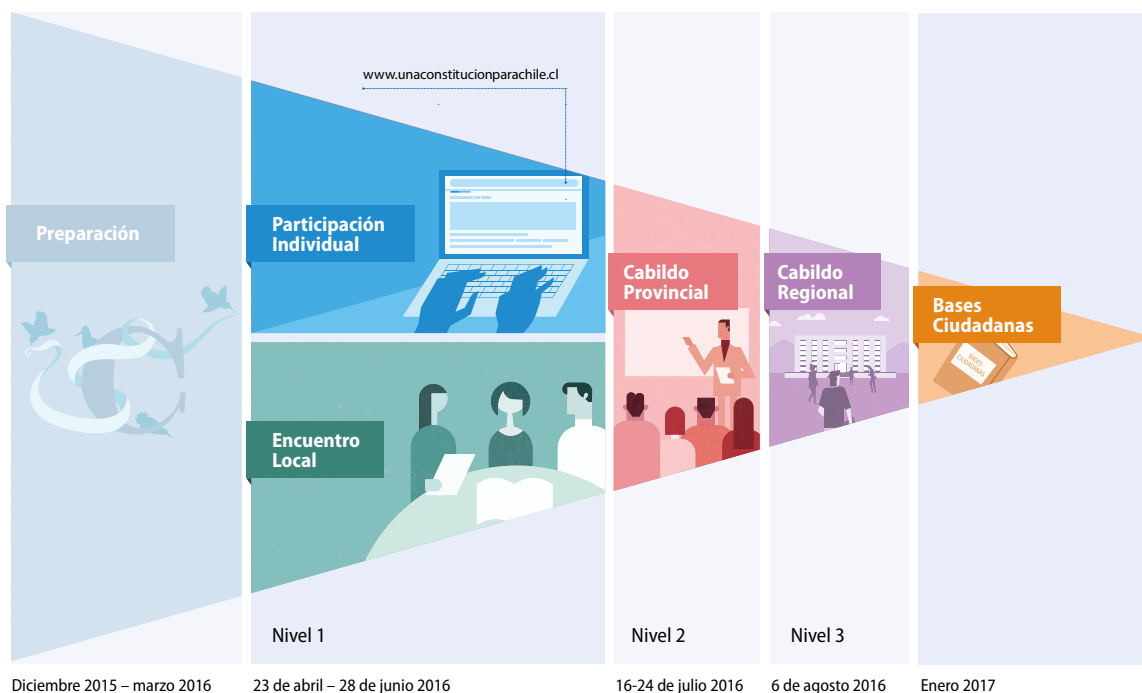 www.unaconstitucionparachile.cl
Preparación
Participación
Individual
Encuentro
Local
Cabildo
Provincial
Cabildo
Regional
Bases
Ciudadanas
BASES
CIUDADANAS
Nivel 1
Nivel 2
Nivel 3
Diciembre 2015 – marzo 2016
23 de abril – 28 de junio 2016
16-24 de julio 2016
6 de agosto 2016
Enero 2017